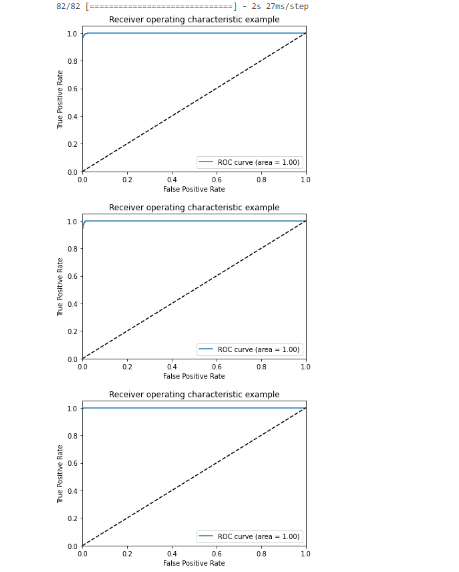 82/82 [==============================] - 2s 27ms/step
Receiver operating characteristic example
1.0
0.8
0.6
0.4
0.2
0.0
True Positive Rate
ROC curve (area = 1.00)
0.0 0.2 0.4 0.6 0.8 1.0
False Positive Rate
Receiver operating characteristic example
1.0
0.8
0.6
0.4
0.2
0.0
True Positive Rate
ROC curve (area = 1.00)
0.0 0.2 0.4 0.6 0.8 1.0
False Positive Rate
Receiver operating characteristic example
1.0
0.8
0.6
0.4
0.2
0.0
True Positive Rate
ROC curve (area = 1.00)
0.0 0.2 0.4 0.6 0.8 1.0
False Positive Rate